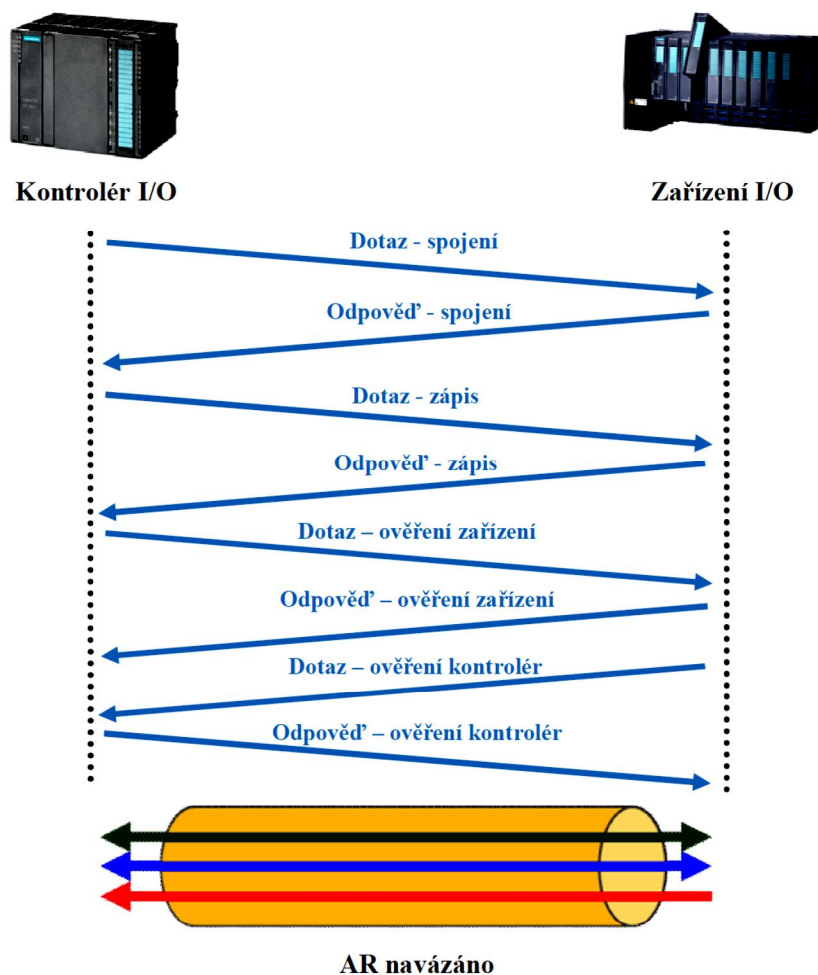 SIEMENS
Kontrolér I/O
Zařízení I/O
Dotaz - spojení
Odpověď - spojení
Dotaz - zápis
Odpověď - zápis
Dotaz – ověření zařízení
Odpověď – ověření zařízení
Dotaz – ověření kontrolér
Odpověď – ověření kontrolér
AR navázáno